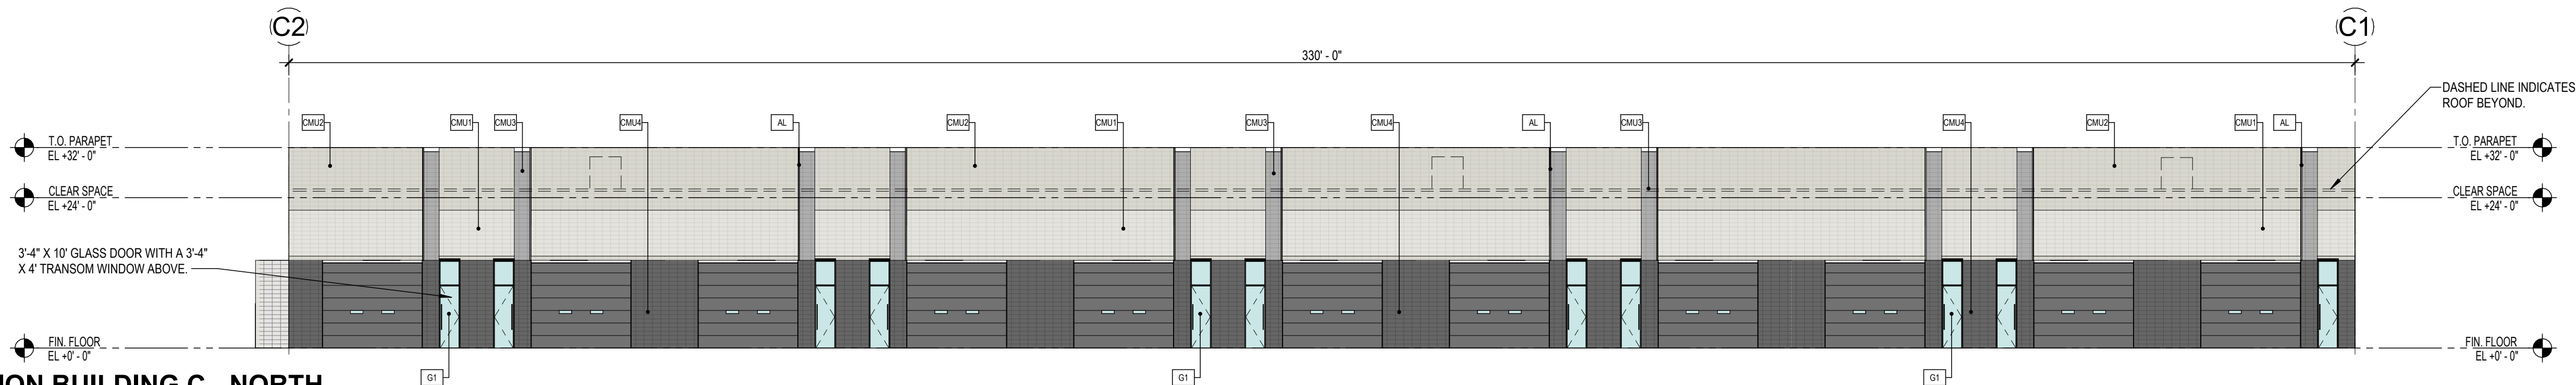 C2
C1
330' - 0"
DASHED LINE INDICATES
ROOF BEYOND.
CMU2
CMU1
CMU3
CMU4
AL
CMU2
CMU1
CMU3
CMU4
AL
CMU3
CMU4
CMU2
CMU1
AL
T.O. PARAPET
EL +32' - 0"
T.O. PARAPET
EL +32' - 0"
CLEAR SPACE
EL +24' - 0"
CLEAR SPACE
EL +24' - 0"
3'-4" X 10' GLASS DOOR WITH A 3'-4"
X 4' TRANSOM WINDOW ABOVE.
FIN. FLOOR
EL +0' - 0"
FIN. FLOOR
EL +0' - 0"
G1
G1
G1
BUILDING C NORTH